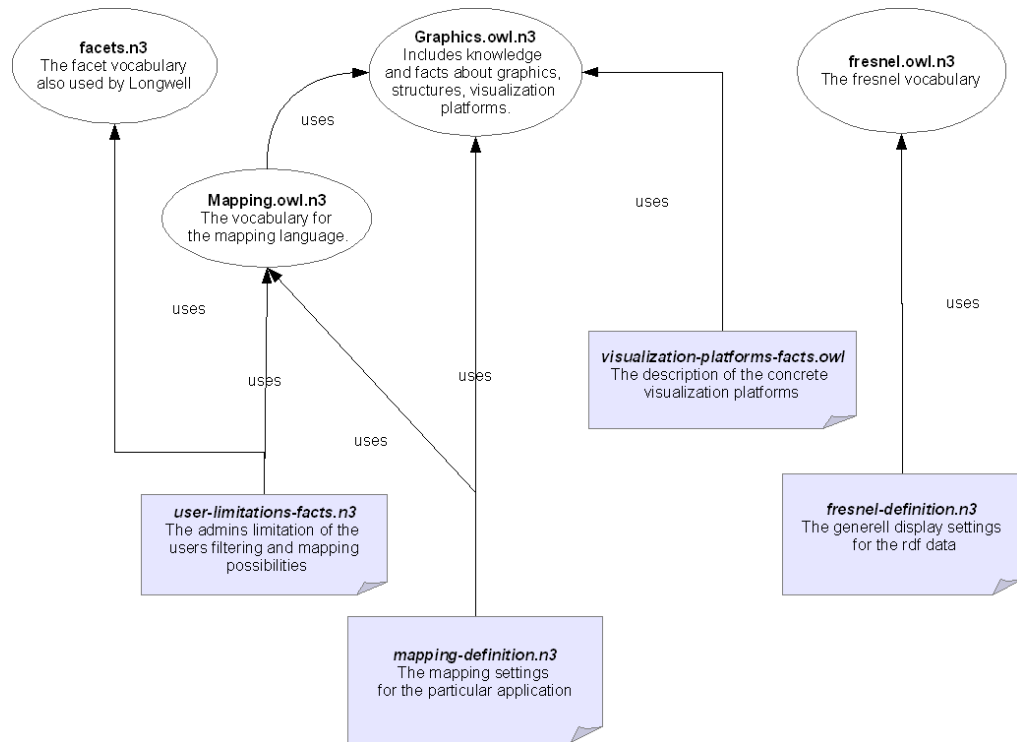 facets.n3
The facet vocabulary
also used by Longwell
Graphics.owl.n3
Includes knowledge
and facts about graphics,
structures, visualization
platforms.
fresnel.owl.n3
The fresnel vocabulary
uses
Mapping.owl.n3
The vocabulary for
the mapping language.
uses
uses
uses
visualization-platforms-facts.owl
The description of the concrete
visualization platforms
uses
uses
uses
user-limitations-facts.n3
The admins limitation of the
users filtering and mapping
possibilities
fresnel-definition.n3
The generell display settings
for the rdf data
mapping-definition.n3
The mapping settings
for the particular application